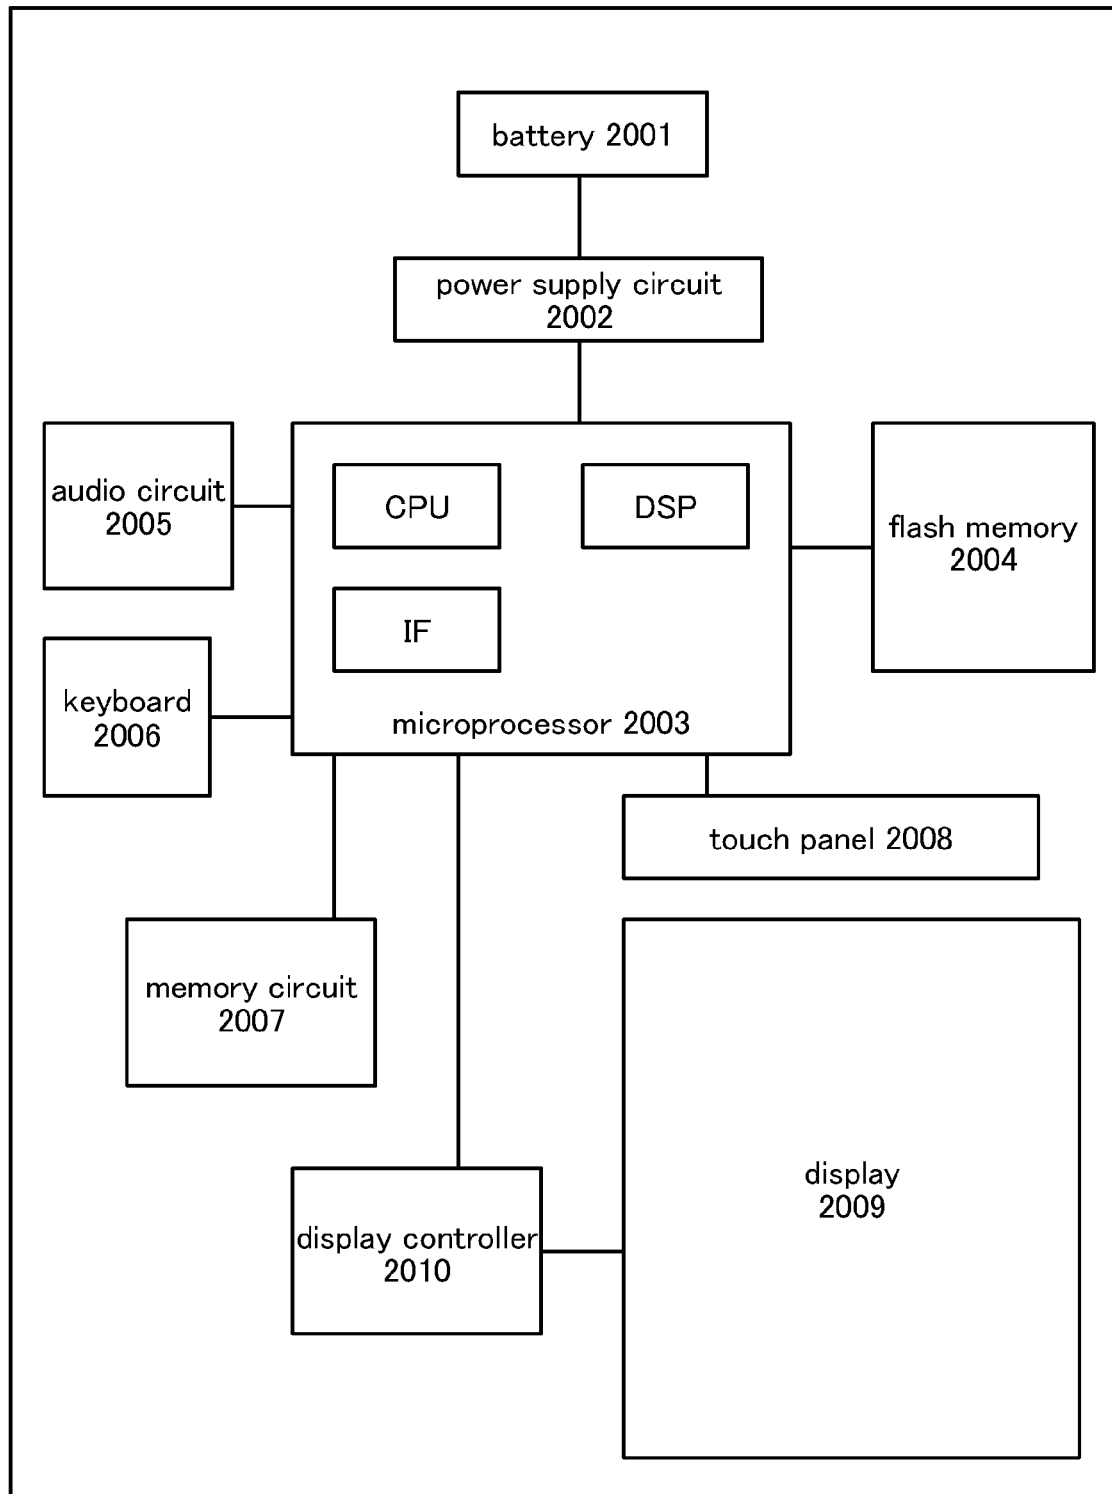 battery 2001
power supply circuit
2002
audio circuit
2005
CPU
DSP
flash memory
2004
IF
keyboard
2006
microprocessor 2003
touch panel 2008
memory circuit
2007
display
2009
display controller
2010